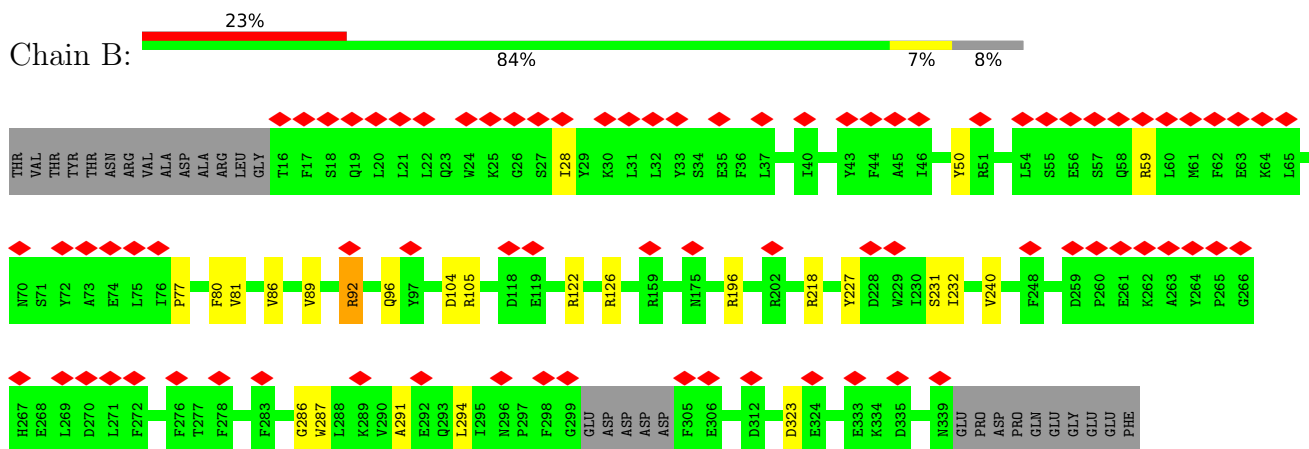 23%
Chain B:
84% 7% 8%
THR VAL THR TYR THR ASN ARG VAL ALA ASP ALA ARG LEU GLY T16 F17 S18 Q19 L20 L21 L22 Q23 W24 K25 G26 S27 I28 Y29 K30 L31 L32 Y33 S34 E35 F36 L37 I40 Y43 F44 A45 I46 Y50 R51 L54 S55 E56 S57 Q58 R59 L60 M61 F62 E63 K64 L65
N70 S71 Y72 A73 E74 L75 I76 P77 F80 V81 V86 V89 R92 Q96 Y97 D104 R105 D118 E119 R122 R126 R159 N175 R196 R202 R218 Y227 D228 W229 I230 S231 I232 V240 F248 D259 P260 E261 K262 A263 Y264 P265 G266
H267 E268 L269 D270 L271 F272 F276 T277 F278 F283 G286 W287 L288 K289 V290 A291 E292 Q293 L294 I295 N296 P297 F298 G299 GLU ASP ASP ASP ASP F305 E306 D312 D323 E324 E333 K334 D335 N339 GLU PRO ASP PRO GLN GLU GLY GLU GLU PHE